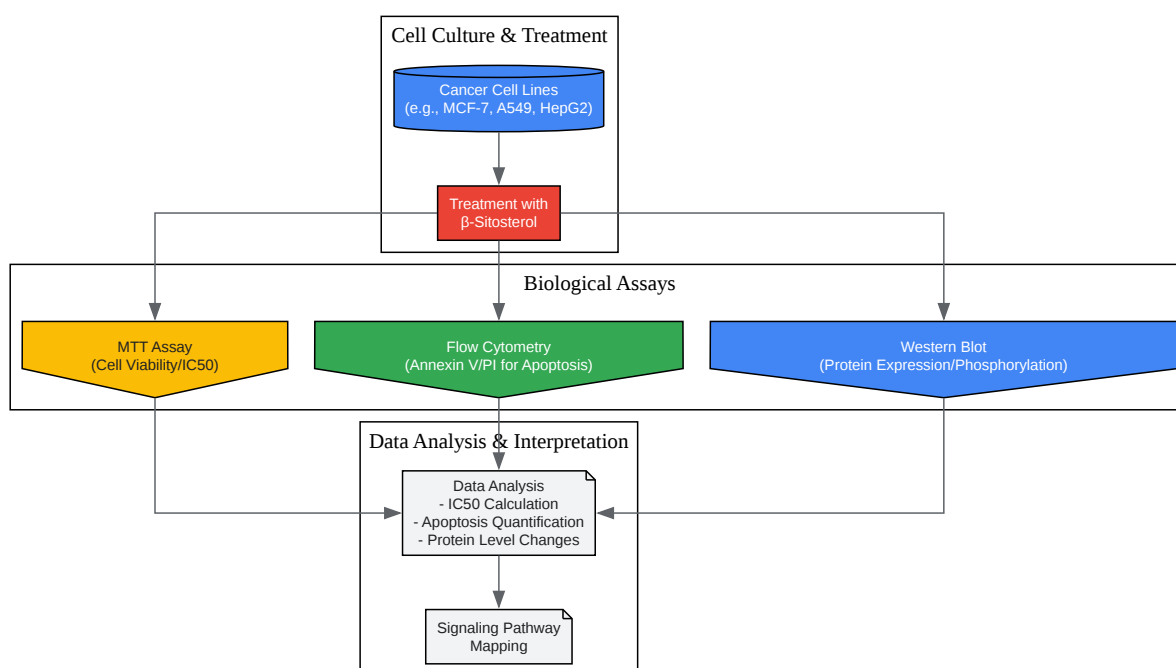 Cell Culture & Treatment
Cancer Cell Lines
(e.g., MCF-7, A549, HepG2)
Treatment with
β-Sitosterol
Biological Assays
MTT Assay
(Cell Viability/IC50)
Flow Cytometry
(Annexin V/PI for Apoptosis)
Western Blot
(Protein Expression/Phosphorylation)
Data Analysis & Interpretation
Data Analysis
- IC50 Calculation
- Apoptosis Quantification
- Protein Level Changes
Signaling Pathway
Mapping